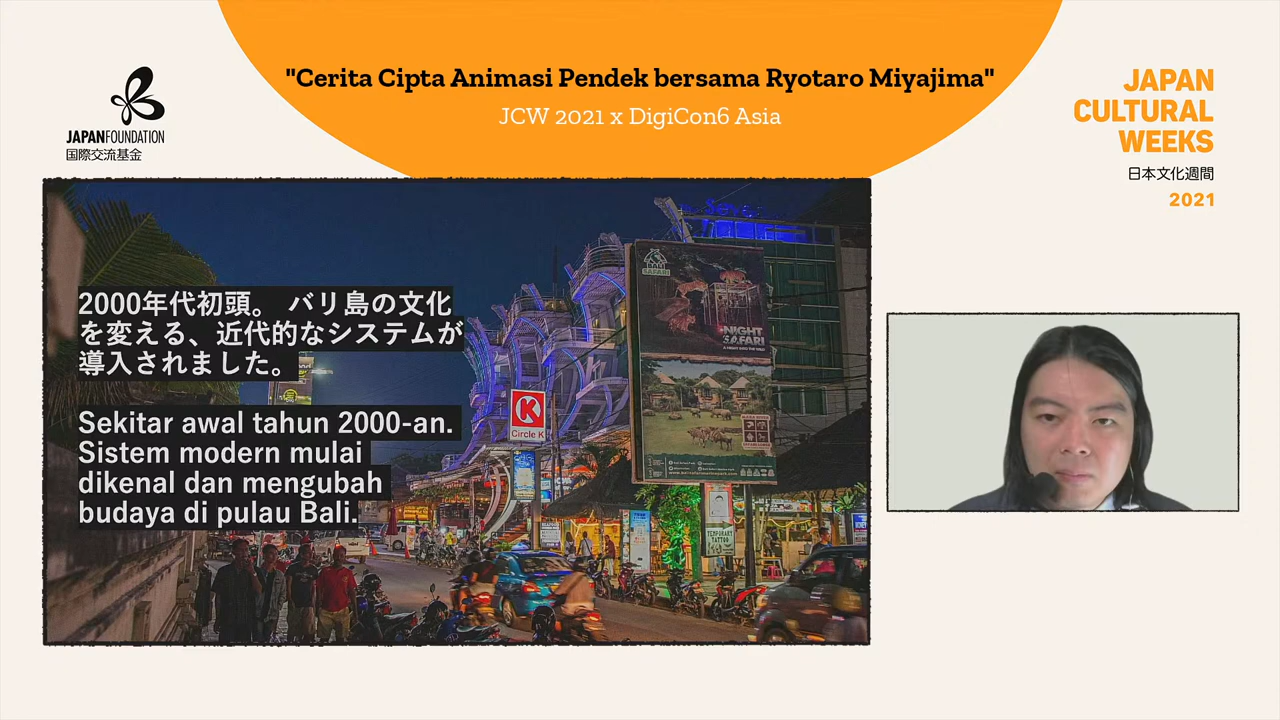 "Cerita Cipta Animasi Pendek bersama Ryotaro Miyajima"
JCW 2021 x DigiCon6 Asia
JAPANFOUNDATION
国際交流基金
JAPAN
CULTURAL
WEEKS
日本文化週間
2021
2000年代初頭。 バリ島の文化
を変える、近代的なシステムが
導入されました。
Sekitar awal tahun 2000-an.
Sistem modern mulai
dikenal dan mengubah
budaya di pulau Bali.
BALI
SAFARI
NIGHT
SAFARI
K
Circle K
TEMPORARY
TATTOO